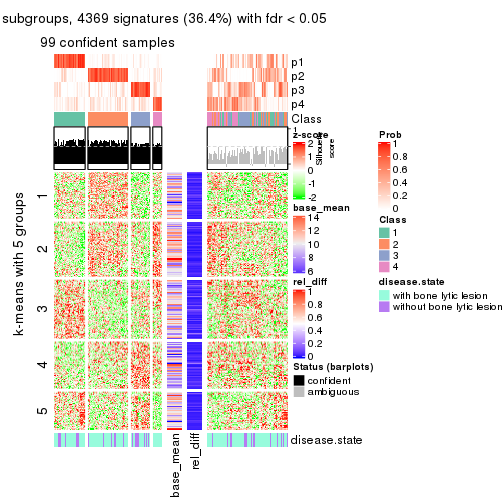 subgroups, 4369 signatures (36.4%) with fdr < 0.05
99 confident samples
p1
p2
p3
p4
Class
1
Silhouette
score
k-means with 5 groups
1
2
3
4
5
disease.state
base_mean
rel_diff
z-score
2
1
0
-1
-2
base_mean
14
12
10
8
6
rel_diff
1
0.8
0.6
0.4
0.2
0
Status (barplots)
confident
ambiguous
Prob
1
0.8
0.6
0.4
0.2
0
Class
1
2
3
4
disease.state
with bone lytic lesion
without bone lytic lesion